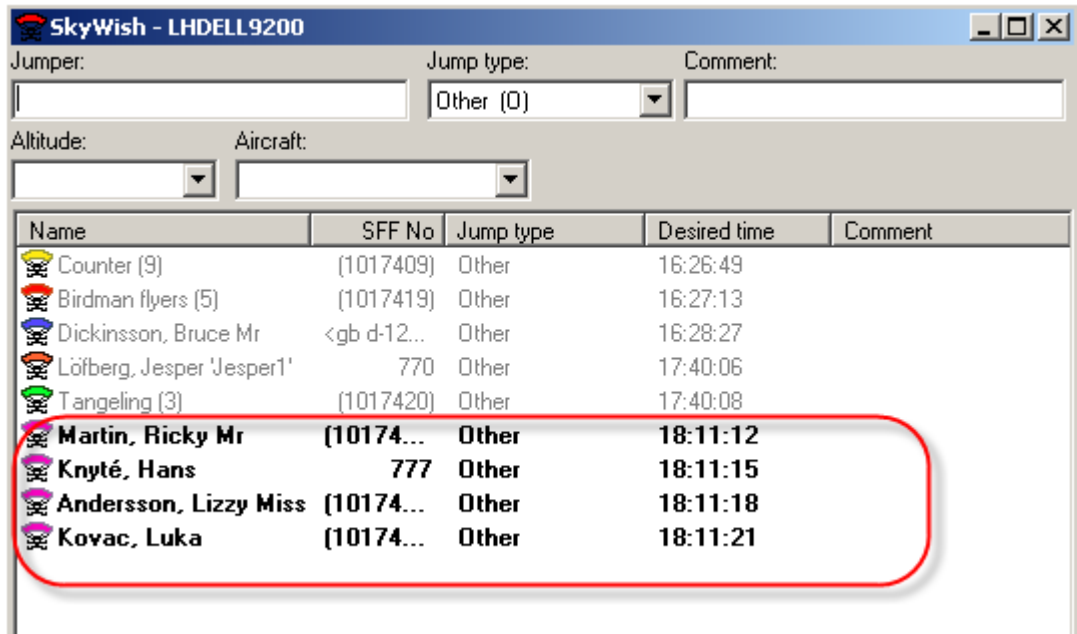 SkyWish - LHDELL9200
Jumper: Jump type: Comment:
Other (O)
Altitude: Aircraft:
Name SFF No Jump type Desired time Comment
Counter (9) (1017409) Other 16:26:49
Birdman flyers (5) (1017419) Other 16:27:13
Dickinsson, Bruce Mr <gb d-12... Other 16:28:27
Löfberg, Jesper 'Jesper1' 770 Other 17:40:06
Tangeling (3) (1017420) Other 17:40:08
Martin, Ricky Mr (10174... Other 18:11:12
Knyté, Hans 777 Other 18:11:15
Andersson, Lizzy Miss (10174... Other 18:11:18
Kovac, Luka (10174... Other 18:11:21